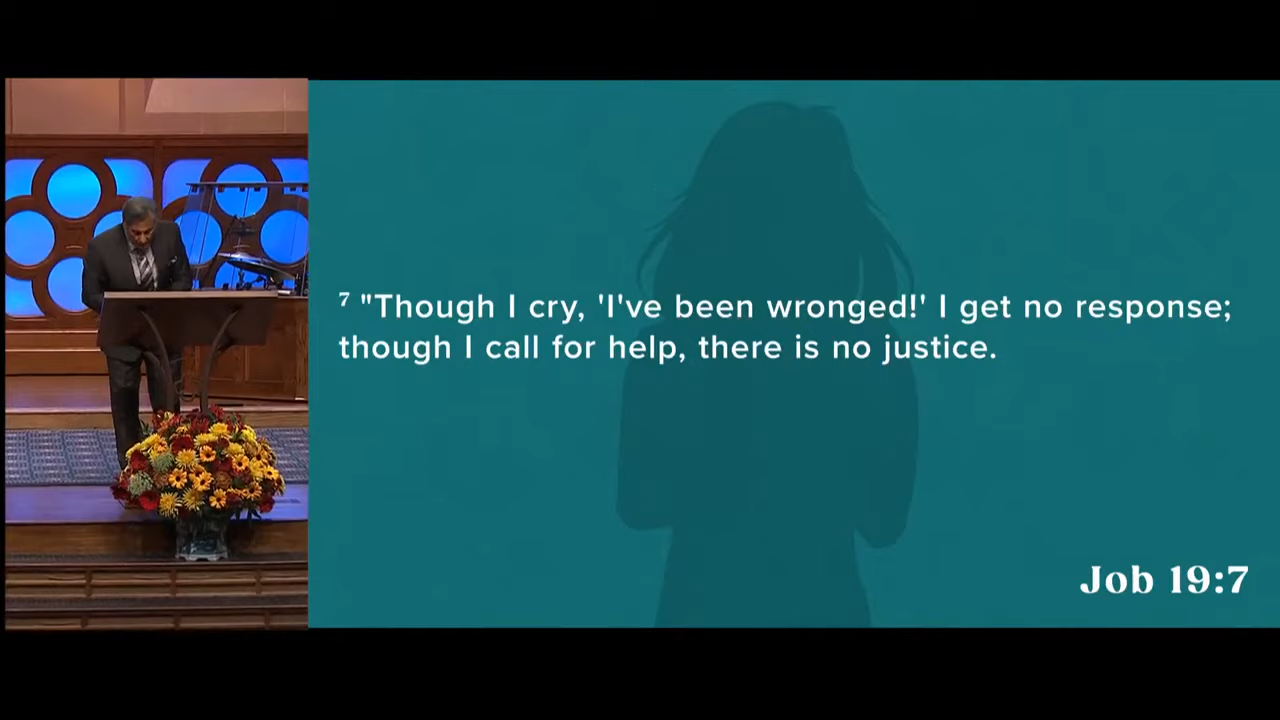 7 "Though I cry, 'I've been wronged!' I get no response;
though I call for help, there is no justice.
Job 19:7